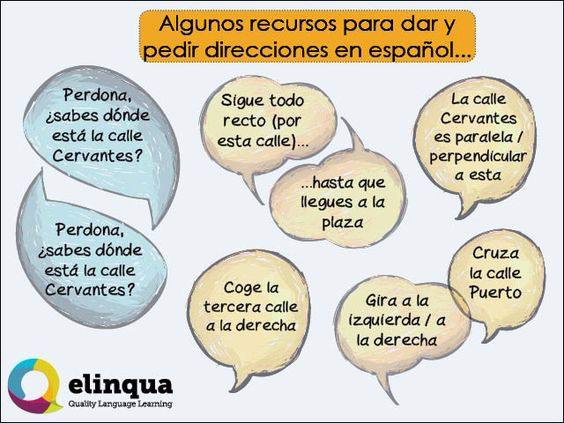 Algunos recursos para dar y
pedir direcciones en español...
Perdona,
¿sabes dónde
está la calle
Cervantes?
Perdona,
¿sabes dónde
está la calle
Cervantes?
Sigue todo
recto (por
esta calle)...
...hasta que
llegues a la
plaza
La calle
Cervantes
es paralela /
perpendicular
a esta
Coge la
tercera calle
a la derecha
Gira a la
izquierda / a
la derecha
Cruza
la calle
Puerto
elinqua
Quality Language Learning